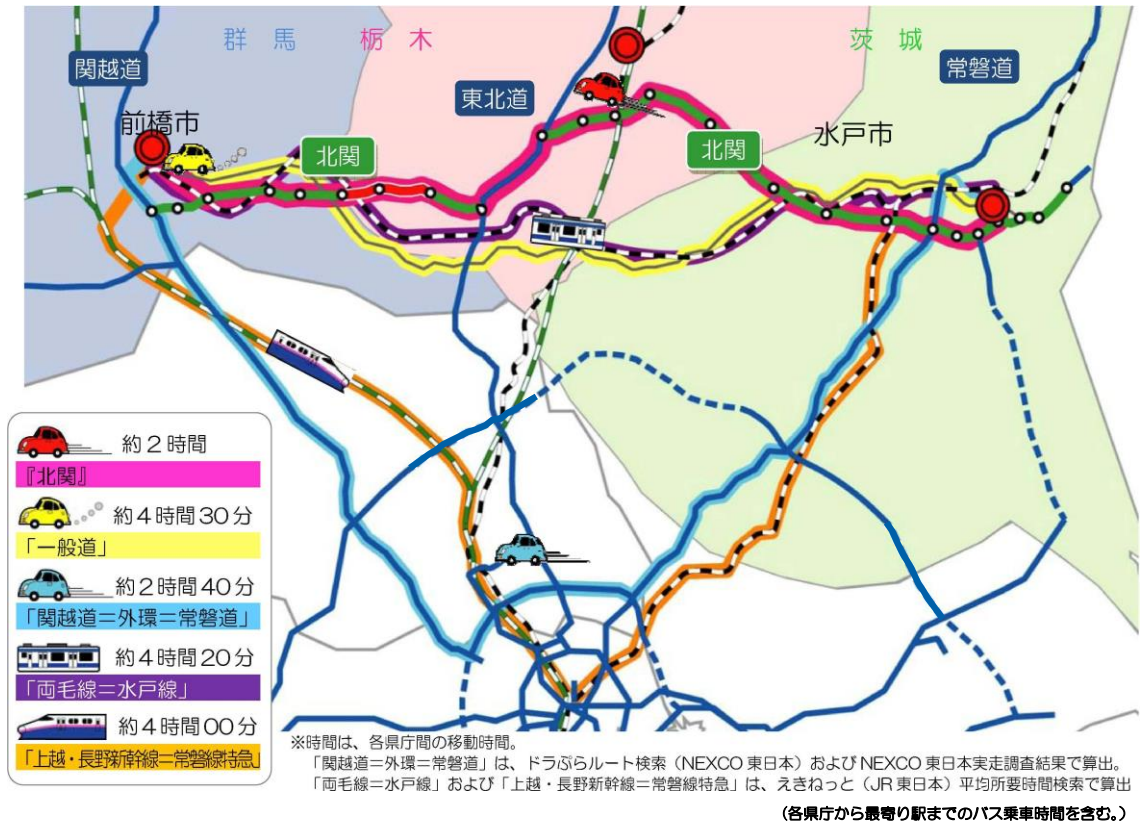 群馬
栃木
茨城
関越道
東北道
常磐道
前橋市
北関
北関
水戸市
約2時間
『北関』
約4時間30分
「一般道」
約2時間40分
「関越道＝外環＝常磐道」
約4時間20分
「両毛線＝水戸線」
約4時間00分
「上越・長野新幹線＝常磐線特急」
※時間は、各県庁間の移動時間。
「関越道＝外環＝常磐道」は、ドラぷらルート検索（NEXCO東日本）およびNEXCO東日本実走調査結果で算出。
「両毛線＝水戸線」および「上越・長野新幹線＝常磐線特急」は、えきねっと（JR東日本）平均所要時間検索で算出
（各県庁から最寄り駅までのバス乗車時間を含む。）